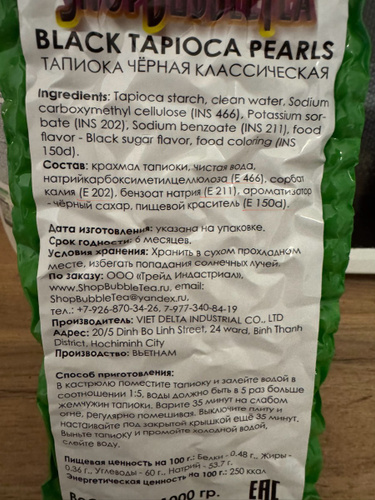 SHOPBUBBLETEA
BLACK TAPIOCA PEARLS
ТАПИОКА ЧЁРНАЯ КЛАССИЧЕСКАЯ
Ingredients: Tapioca starch, clean water, Sodium
carboxymethyl cellulose (INS 466), Potassium sor-
bate (INS 202), Sodium benzoate (INS 211), food
flavor - Black sugar flavor, food coloring (INS
150d).
Состав: крахмал тапиоки, чистая вода,
натрийкарбоксиметилцеллюлоза (Е 466), сорбат
калия (Е 202), бензоат натрия (Е 211), ароматизатор
- чёрный сахар, пищевой краситель (Е 150d).
Дата изготовления: указана на упаковке.
Срок годности: 6 месяцев.
Условия хранения: Хранить в сухом прохладном
месте, избегать попадания солнечных лучей.
По заказу: ООО «Трейд Индастриал»,
www.ShopBubbleTea.ru, email:
ShopBubbleTea@yandex.ru,
тел.: +7-926-870-34-26, 7-977-340-84-19
Производитель: VIET DELTA INDUSTRIAL CO., LTD
Адрес: 20/5 Dinh Bo Linh Street, 24 ward, Binh Thanh
District, Hochiminh City
Производство: ВЬЕТНАМ
Способ приготовления:
В кастрюлю поместите тапиоку и залейте водой в
соотношении 1:5, воды должно быть в 5 раз больше
жемчужин тапиоки. Варите 35 минут на слабом
огне, регулярно помешивая. Выключите плиту и
настаивайте под закрытой крышкой ещё 35 минут.
Выньте тапиоку и промойте холодной водой,
слейте воду.
Пищевая ценность на 100 г.: Белки - 0.48 г., Жиры -
0.36 г., Углеводы - 60 г., Натрий - 53.7 г.
Энергетическая ценность на 100 г.: 250 ккал
000 гр.
EAC